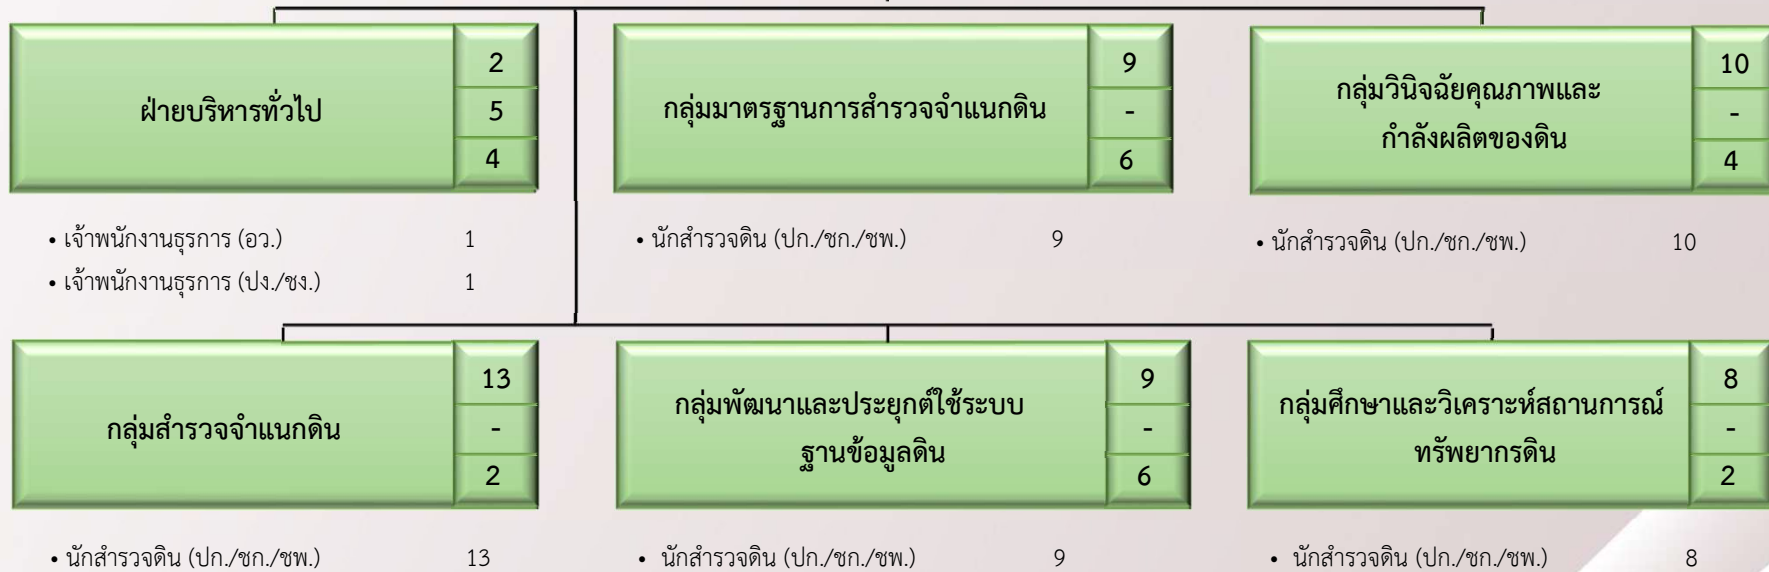 ฝ่ายบริหารทั่วไป
2
5
4
กลุ่มมาตรฐานการสำรวจจำแนกดิน
9
-
6
กลุ่มวินิจฉัยคุณภาพและ
กำลังผลิตของดิน
10
-
4
• เจ้าพนักงานธุรการ (อว.) 1
• เจ้าพนักงานธุรการ (ปง./ชง.) 1
• นักสำรวจดิน (ปก./ชก./ชพ.) 9
• นักสำรวจดิน (ปก./ชก./ชพ.) 10
กลุ่มสำรวจจำแนกดิน
13
-
2
กลุ่มพัฒนาและประยุกต์ใช้ระบบ
ฐานข้อมูลดิน
9
-
6
กลุ่มศึกษาและวิเคราะห์สถานการณ์
ทรัพยากรดิน
8
-
2
• นักสำรวจดิน (ปก./ชก./ชพ.) 13
• นักสำรวจดิน (ปก./ชก./ชพ.) 9
• นักสำรวจดิน (ปก./ชก./ชพ.) 8